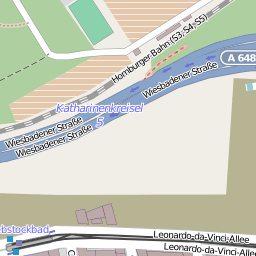 Homburger Bahn (S3; S4; S5)
A 648
Wiesbadener Straße
Katharinenkreisel
5
Wiesbadener Straße
Wiesbadener Straße
ebstockbad
Leonardo-da-Vinci-Allee
Leonardo-da-Vinci-Allee